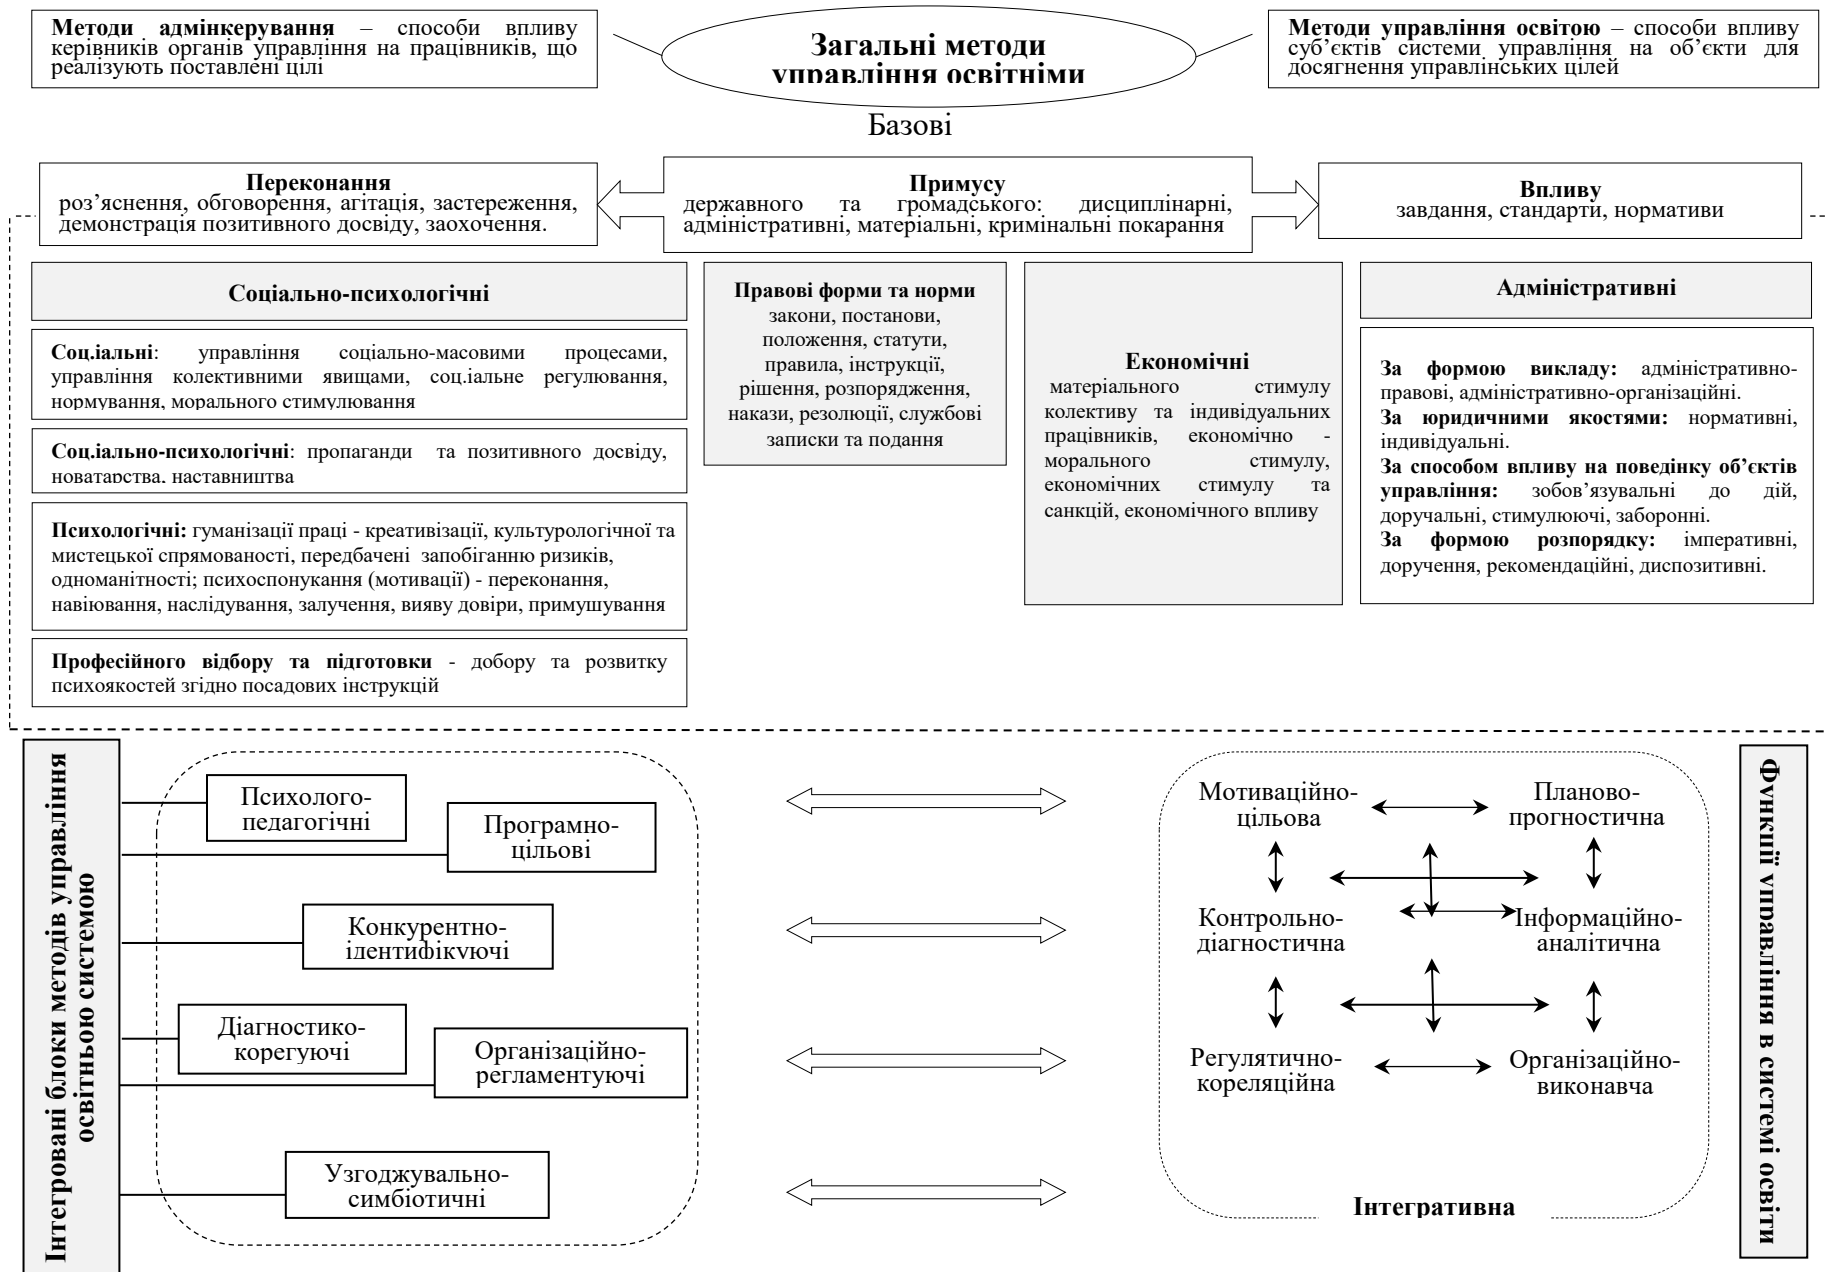 Методи адмінкерування – способи впливу
керівників органів управління на працівників, що
реалізують поставлені цілі
Загальні методи
управління освітніми
Методи управління освітою – способи впливу
суб’єктів системи управління на об’єкти для
досягнення управлінських цілей
Базові
Переконання
роз’яснення, обговорення, агітація, застереження,
демонстрація позитивного досвіду, заохочення.
Примусу
державного та громадського: дисциплінарні,
адміністративні, матеріальні, кримінальні покарання
Впливу
завдання, стандарти, нормативи
Соціально-психологічні
Соц.іальні: управління соціально-масовими процесами,
управління колективними явищами, соц.іальне регулювання,
нормування, морального стимулювання
Соц.іально-психологічні: пропаганди та позитивного досвіду,
новатарства, наставництва
Психологічні: гуманізації праці - креативізації, культурологічної та
мистецької спрямованості, передбачені запобіганню ризиків,
одноманітності; психоспонукання (мотивації) - переконання,
навіювання, наслідування, залучення, вияву довіри, примушування
Професійного відбору та підготовки - добору та розвитку
психоякостей згідно посадових інструкцій
Правові форми та норми
закони, постанови,
положення, статути,
правила, інструкції,
рішення, розпорядження,
накази, резолюції, службові
записки та подання
Економічні
матеріального стимулу
колективу та індивідуальних
працівників, економічно -
морального стимулу,
економічних стимулу та
санкцій, економічного впливу
Адміністративні
За формою викладу: адміністративно-
правові, адміністративно-організаційні.
За юридичними якостями: нормативні,
індивідуальні.
За способом впливу на поведінку об’єктів
управління: зобов’язувальні до дій,
доручальні, стимулюючі, заборонні.
За формою розпорядку: імперативні,
доручення, рекомендаційні, диспозитивні.
Інтегровані блоки методів управління
освітньою системою
Психолого-
педагогічні
Програмно-
цільові
Конкурентно-
ідентифікуючі
Діагностико-
корегуючі
Організаційно-
регламентуючі
Узгоджувально-
симбіотичні
Мотиваційно-
цільова
Планово-
прогностична
Контрольно-
діагностична
Інформаційно-
аналітична
Регулятично-
кореляційна
Організаційно-
виконавча
Інтегративна
Функції управління в системі освіти